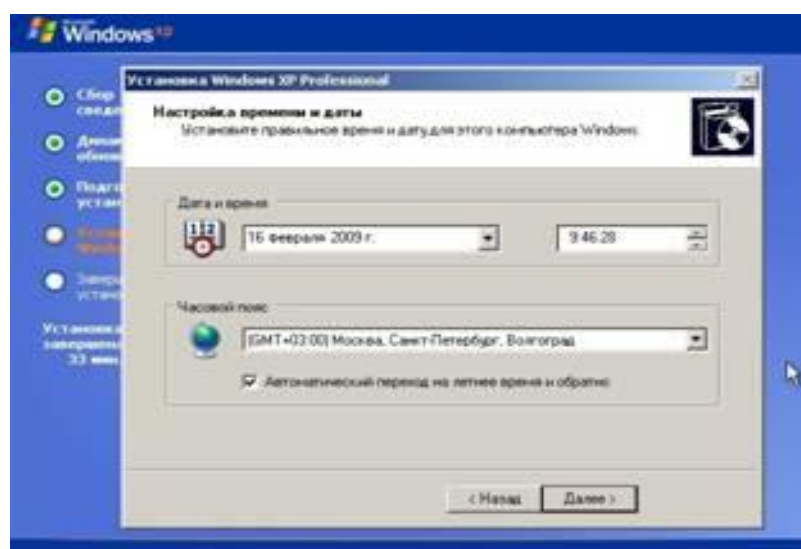 Windows XP
Установка Windows XP Professional
Сбор
Настройка времени и даты
Установите правильное время и дату для этого компьютера Windows.
Дата и время
16 февраля 2009 г.
9:46:28
Часовой пояс
(GMT+03:00) Москва, Санкт-Петербург, Волгоград
Автоматический переход на летнее время и обратно
33 мин
< Назад
Далее >